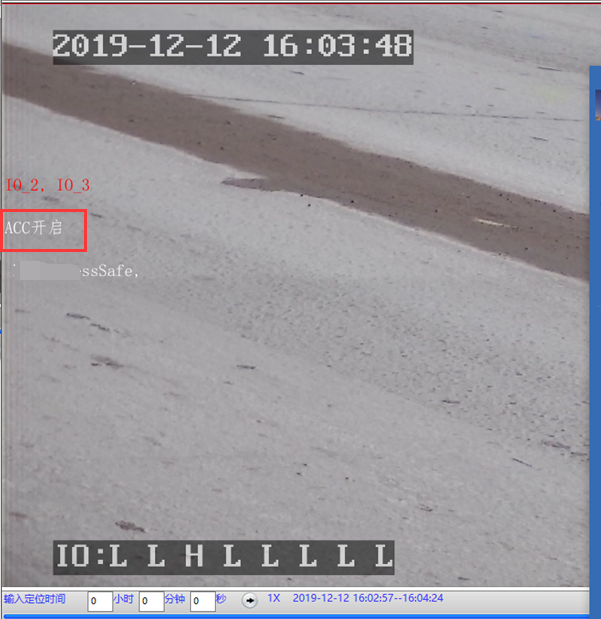 2019-12-12 16:03:48
IO_2, IO_3
ACC开启
essSafe,
IO:L L H L L L L L
输入定位时间 0 小时 0 分钟 0 秒 1X 2019-12-12 16:02:57--16:04:24